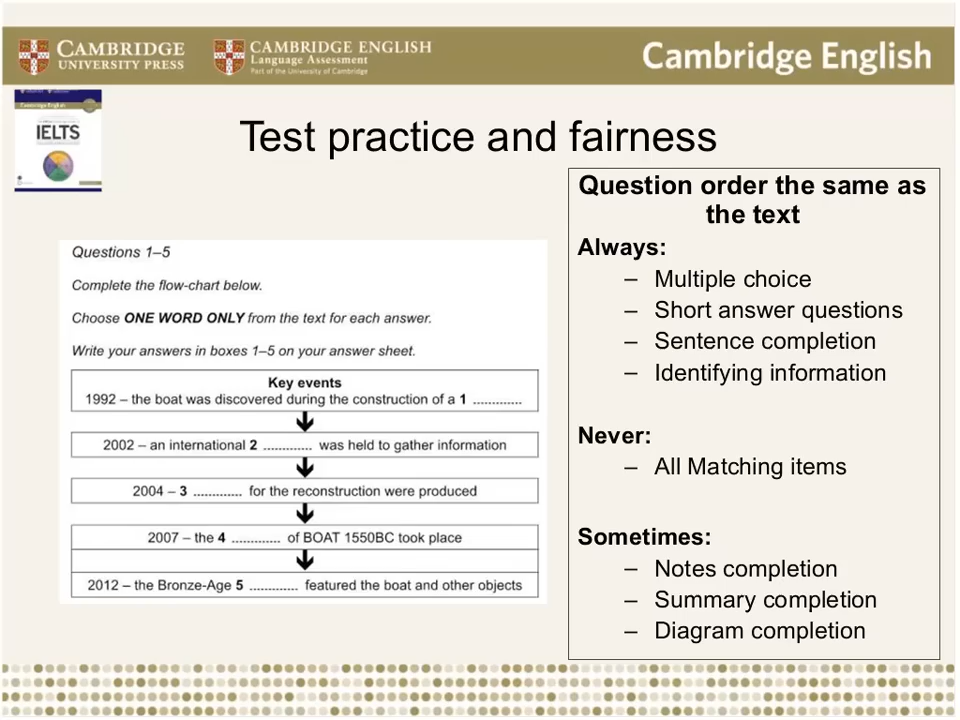 CAMBRIDGE
UNIVERSITY PRESS
CAMBRIDGE ENGLISH
Language Assessment
Part of the University of Cambridge
Cambridge English
IELTS
Test practice and fairness
Questions 1–5
Complete the flow-chart below.
Choose ONE WORD ONLY from the text for each answer.
Write your answers in boxes 1–5 on your answer sheet.
Key events
1992 – the boat was discovered during the construction of a 1 .............
2002 – an international 2 ............. was held to gather information
2004 – 3 ............. for the reconstruction were produced
2007 – the 4 ............. of BOAT 1550BC took place
2012 – the Bronze-Age 5 ............. featured the boat and other objects
Question order the same as
the text
Always:
– Multiple choice
– Short answer questions
– Sentence completion
– Identifying information
Never:
– All Matching items
Sometimes:
– Notes completion
– Summary completion
– Diagram completion